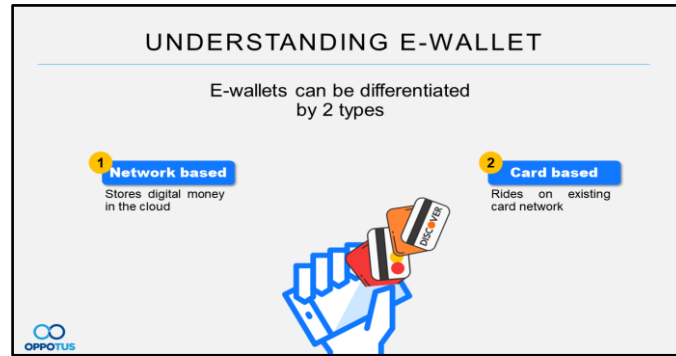 UNDERSTANDING E-WALLET
E-wallets can be differentiated
by 2 types
1
Network based
Stores digital money
in the cloud
2
Card based
Rides on existing
card network
DISCOVER
OPPOTUS